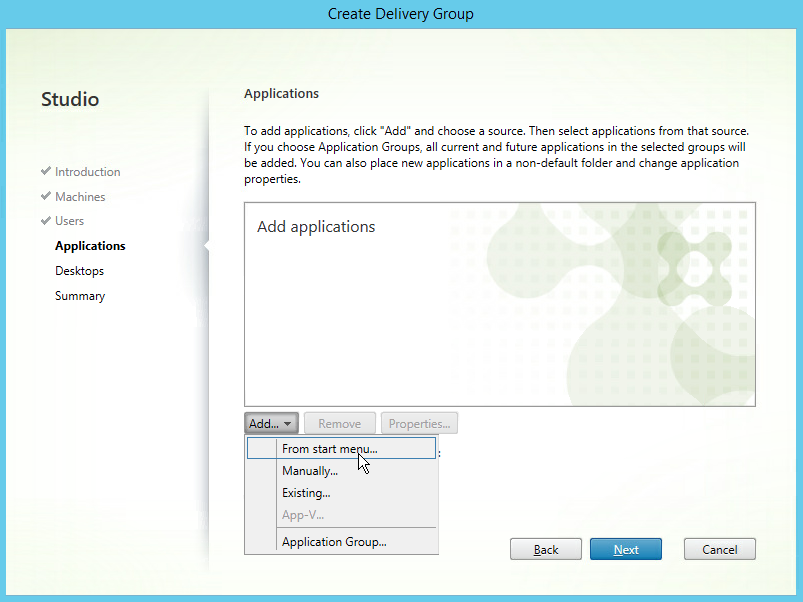 Create Delivery Group
Studio
Introduction
Machines
Users
Applications
Desktops
Summary
Applications
To add applications, click "Add" and choose a source. Then select applications from that source.
If you choose Application Groups, all current and future applications in the selected groups will
be added. You can also place new applications in a non-default folder and change application
properties.
Add applications
Add...
Remove
Properties...
From start menu...
:
Manually...
Existing...
App-V...
Application Group...
Back
Next
Cancel